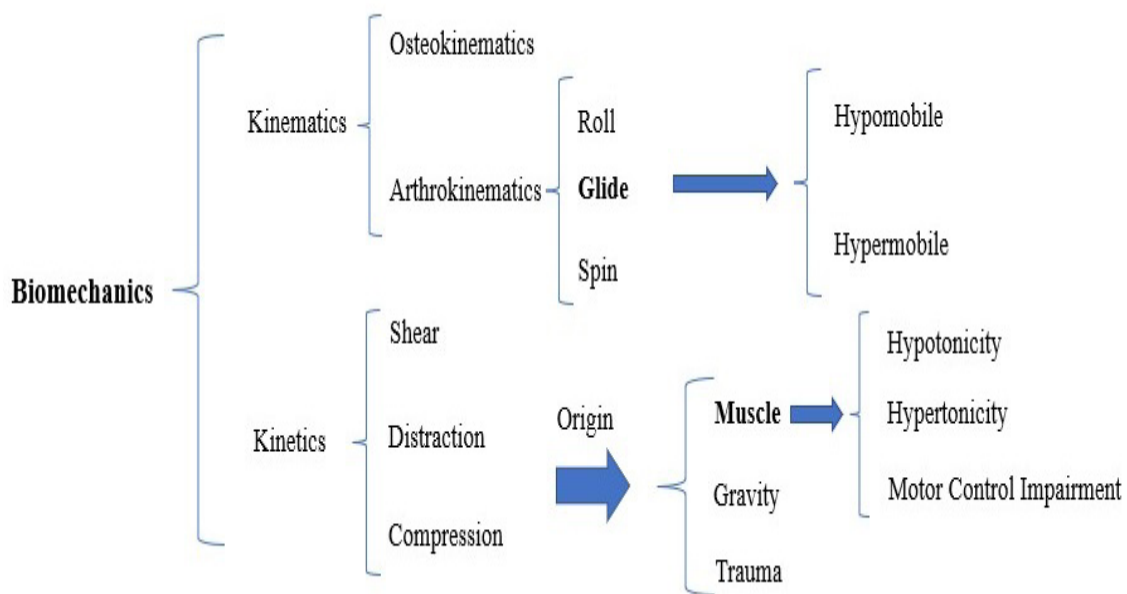 Biomechanics
Kinematics
Osteokinematics
Arthrokinematics
Roll
Glide
Spin
Hypomobile
Hypermobile
Kinetics
Shear
Distraction
Compression
Origin
Muscle
Gravity
Trauma
Hypotonicity
Hypertonicity
Motor Control Impairment